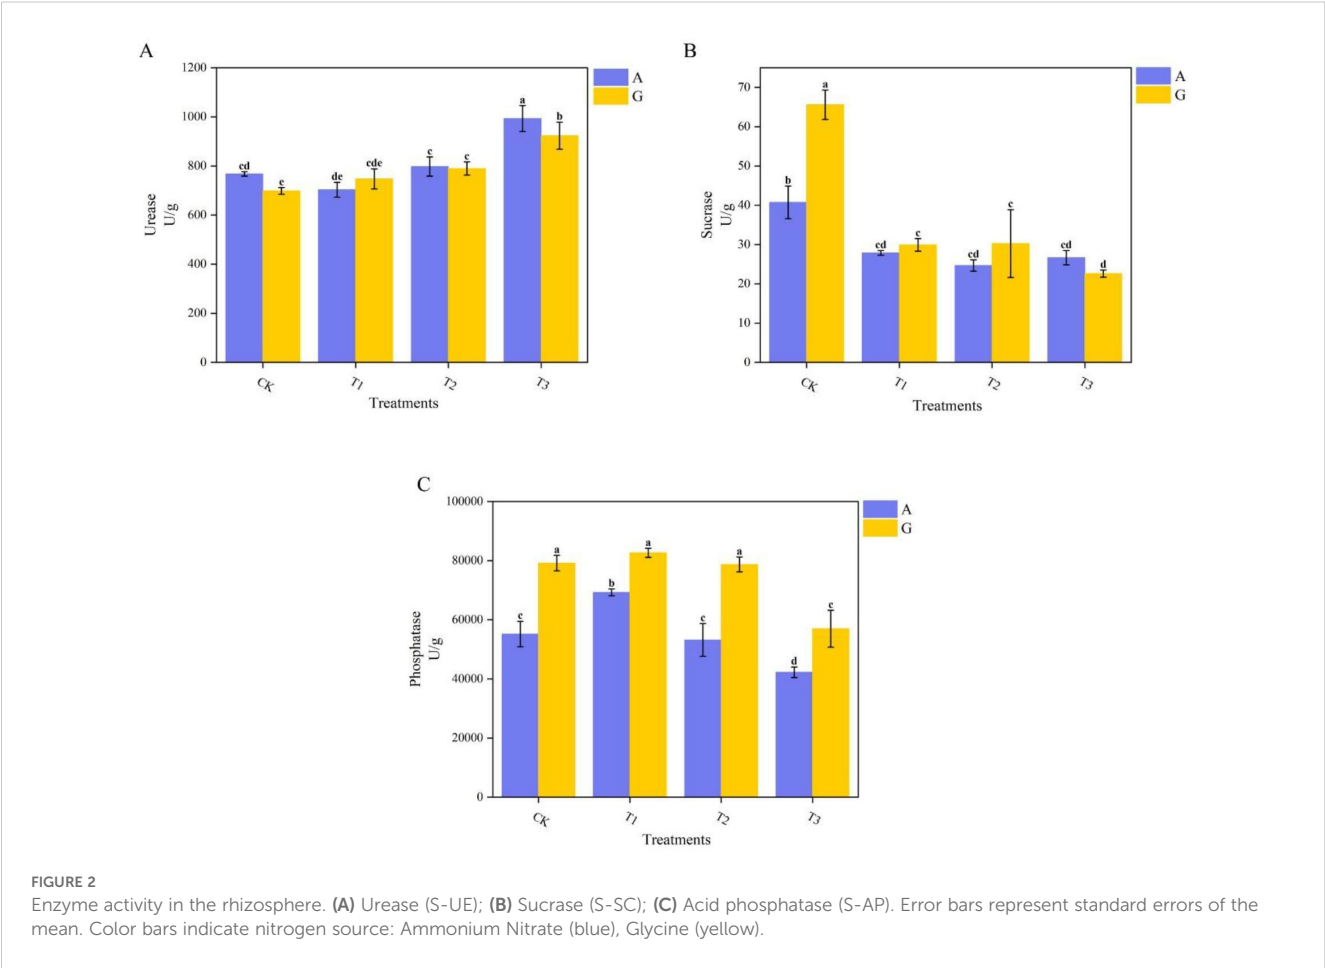 A
1200
1000
800
600
400
200
0
Urease
U/g
cd
e
de
cde
c
c
a
b
CK
T1
T2
T3
Treatments
A
G
B
70
60
50
40
30
20
10
0
Sucrase
U/g
b
a
cd
c
cd
c
cd
d
CK
T1
T2
T3
Treatments
A
G
C
100000
80000
60000
40000
20000
0
Phosphatase
U/g
c
a
b
a
c
a
d
c
CK
T1
T2
T3
Treatments
A
G
FIGURE 2
Enzyme activity in the rhizosphere. (A) Urease (S-UE); (B) Sucrase (S-SC); (C) Acid phosphatase (S-AP). Error bars represent standard errors of the
mean. Color bars indicate nitrogen source: Ammonium Nitrate (blue), Glycine (yellow).